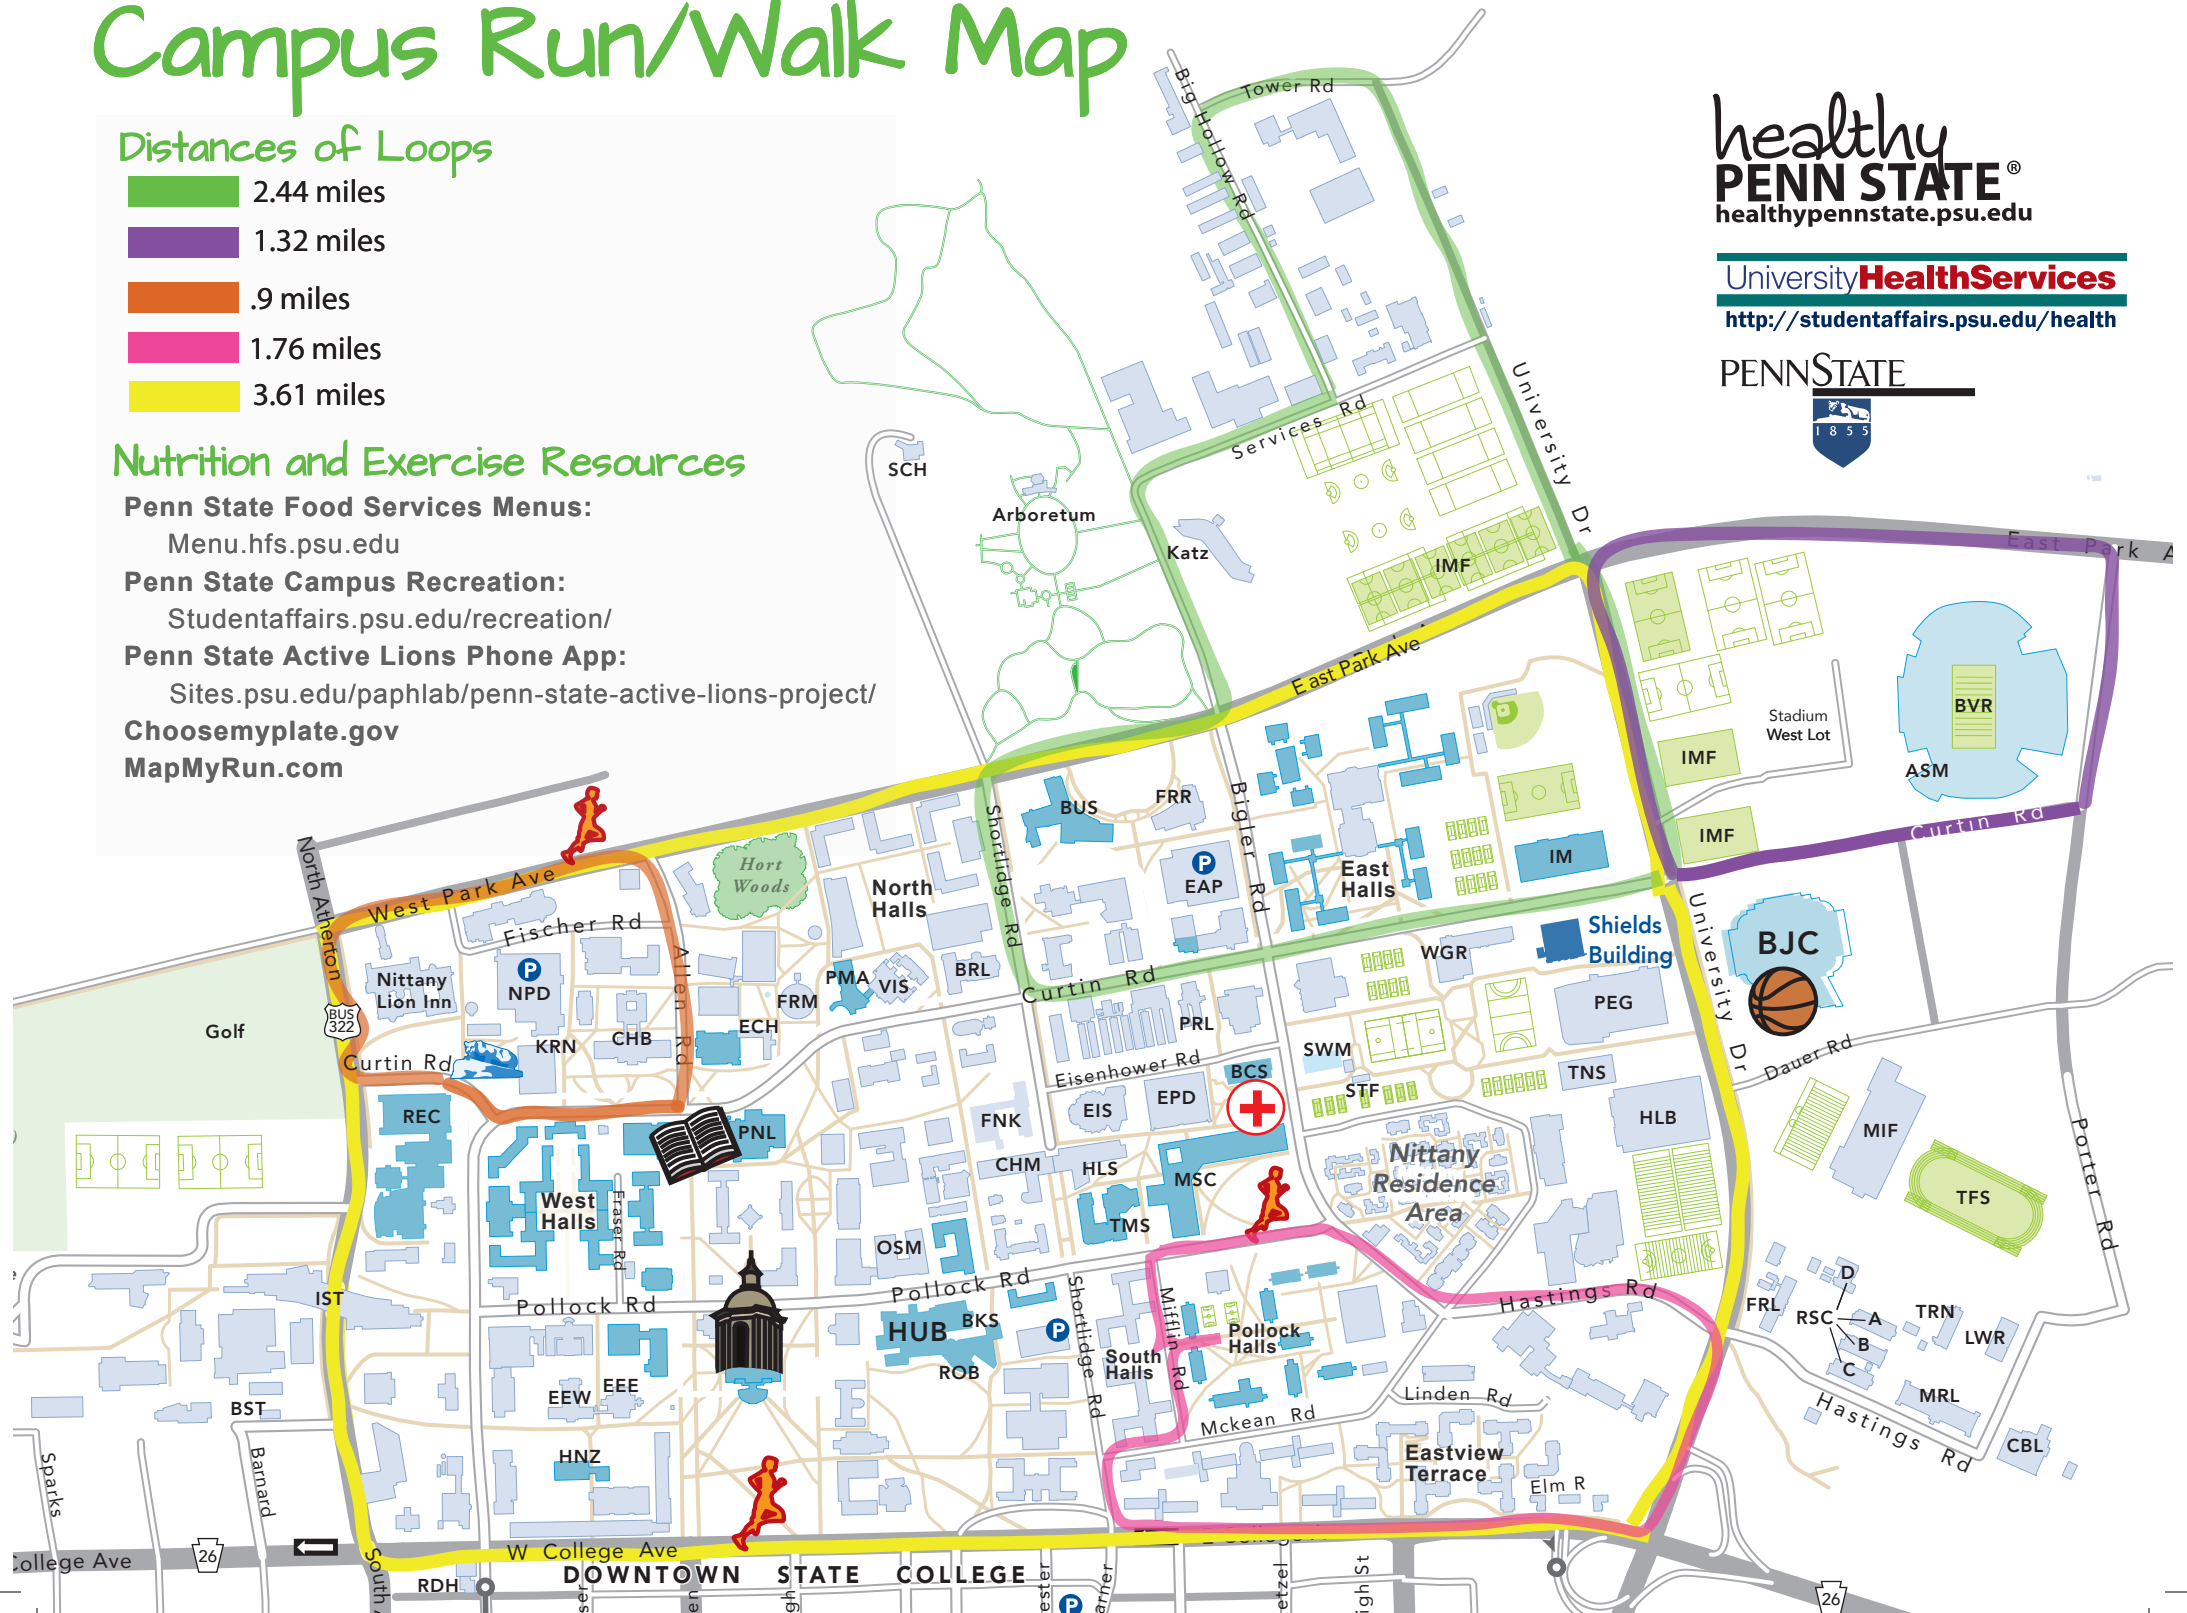 Campus Run/Walk Map
Distances of Loops
2.44 miles
1.32 miles
.9 miles
1.76 miles
3.61 miles
Nutrition and Exercise Resources
Penn State Food Services Menus:
Menu.hfs.psu.edu
Penn State Campus Recreation:
Studentaffairs.psu.edu/recreation/
Penn State Active Lions Phone App:
Sites.psu.edu/paphlab/penn-state-active-lions-project/
Choosemyplate.gov
MapMyRun.com
healthy
PENN STATE®
healthypennstate.psu.edu
UniversityHealthServices
http://studentaffairs.psu.edu/health
PENNSTATE
1 8 5 5
Big Hollow Rd
Tower Rd
University Dr
Services Rd
SCH
Arboretum
Katz
IMF
East Park Ave
East Park A
Stadium
West Lot
BVR
ASM
IMF
IMF
Curtin Rd
North Atherton
West Park Ave
Hort
Woods
North
Halls
Shortlidge Rd
BUS
FRR
Bigler Rd
P
EAP
East
Halls
IM
Fischer Rd
Allen Rd
Nittany
Lion Inn
P
NPD
PMA
VIS
BRL
FRM
ECH
Curtin Rd
WGR
Shields
Building
University Dr
BJC
PEG
Golf
BUS
322
Curtin Rd
KRN
CHB
PRL
SWM
Eisenhower Rd
BCS
STF
TNS
Dauer Rd
REC
PNL
FNK
EIS
EPD
HLB
MIF
Porter Rd
CHM
HLS
MSC
TMS
Nittany
Residence
Area
TFS
West
Halls
Fraser Rd
OSM
Pollock Rd
Pollock Rd
IST
HUB
BKS
ROB
P
Shortlidge Rd
South
Halls
Mifflin Rd
Pollock
Halls
Hastings Rd
FRL
RSC
D
A
B
C
TRN
LWR
MRL
CBL
Hastings Rd
EEW
EEE
BST
Barnard
Sparks
HNZ
Linden Rd
Mckean Rd
Eastview
Terrace
Elm R
College Ave
26
South
W College Ave
DOWNTOWN STATE COLLEGE
RDH
P
26